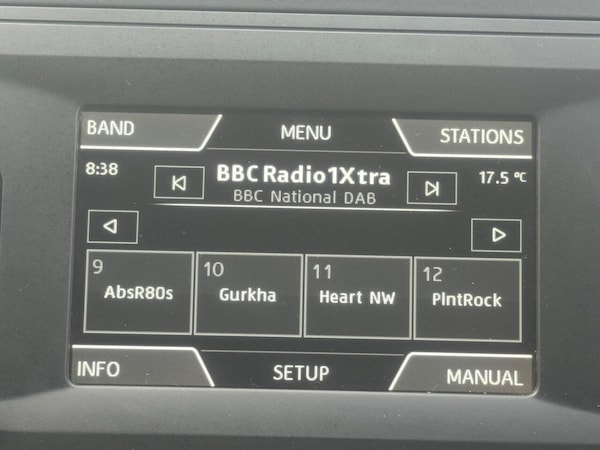 BAND MENU STATIONS
8:38 BBC Radio1Xtra 17.5 °C
BBC National DAB
9 10 11 12
AbsR80s Gurkha Heart NW PlntRock
INFO SETUP MANUAL